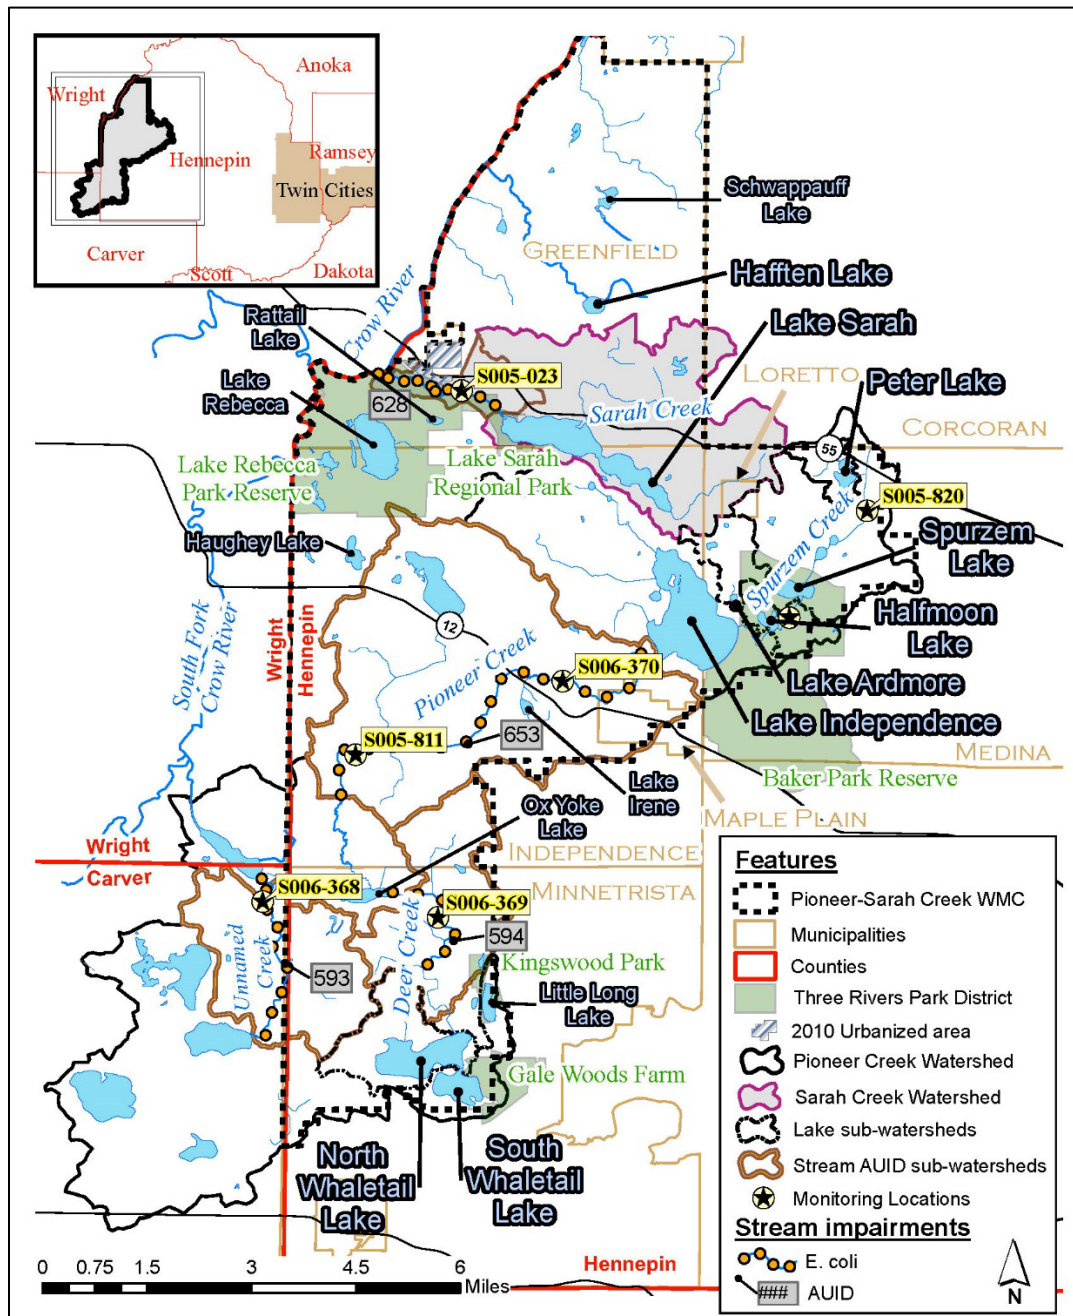 Wright
Anoka
Hennepin
Ramsey
Twin Cities
Carver
Scott
Dakota
Schwappauff
Lake
GREENFIELD
Hafften Lake
Rattail
Lake
Crow River
Lake Sarah
Lake
Rebecca
S005-023
LORETTO
Peter Lake
628
Sarah Creek
CORCORAN
55
Lake Rebecca
Park Reserve
Lake Sarah
Regional Park
S005-820
Haughey Lake
Spurzem Creek
Spurzem
Lake
South Fork
Crow River
Wright
Hennepin
12
Halfmoon
Lake
Pioneer Creek
S006-370
Lake Ardmore
Lake Independence
S005-811
653
MEDINA
Baker Park Reserve
Lake
Irene
Ox Yoke
Lake
MAPLE PLAIN
Wright
Carver
INDEPENDENCE
MINNETRISTA
S006-368
S006-369
Unnamed
Creek
593
Deer Creek
594
Kingswood Park
Little Long
Lake
Gale Woods Farm
North
Whaletail
Lake
South
Whaletail
Lake
Features
Pioneer-Sarah Creek WMC
Municipalities
Counties
Three Rivers Park District
2010 Urbanized area
Pioneer Creek Watershed
Sarah Creek Watershed
Lake sub-watersheds
Stream AUID sub-watersheds
Monitoring Locations
Stream impairments
E. coli
### AUID
N
0 0.75 1.5 3 4.5 6
Miles
Hennepin